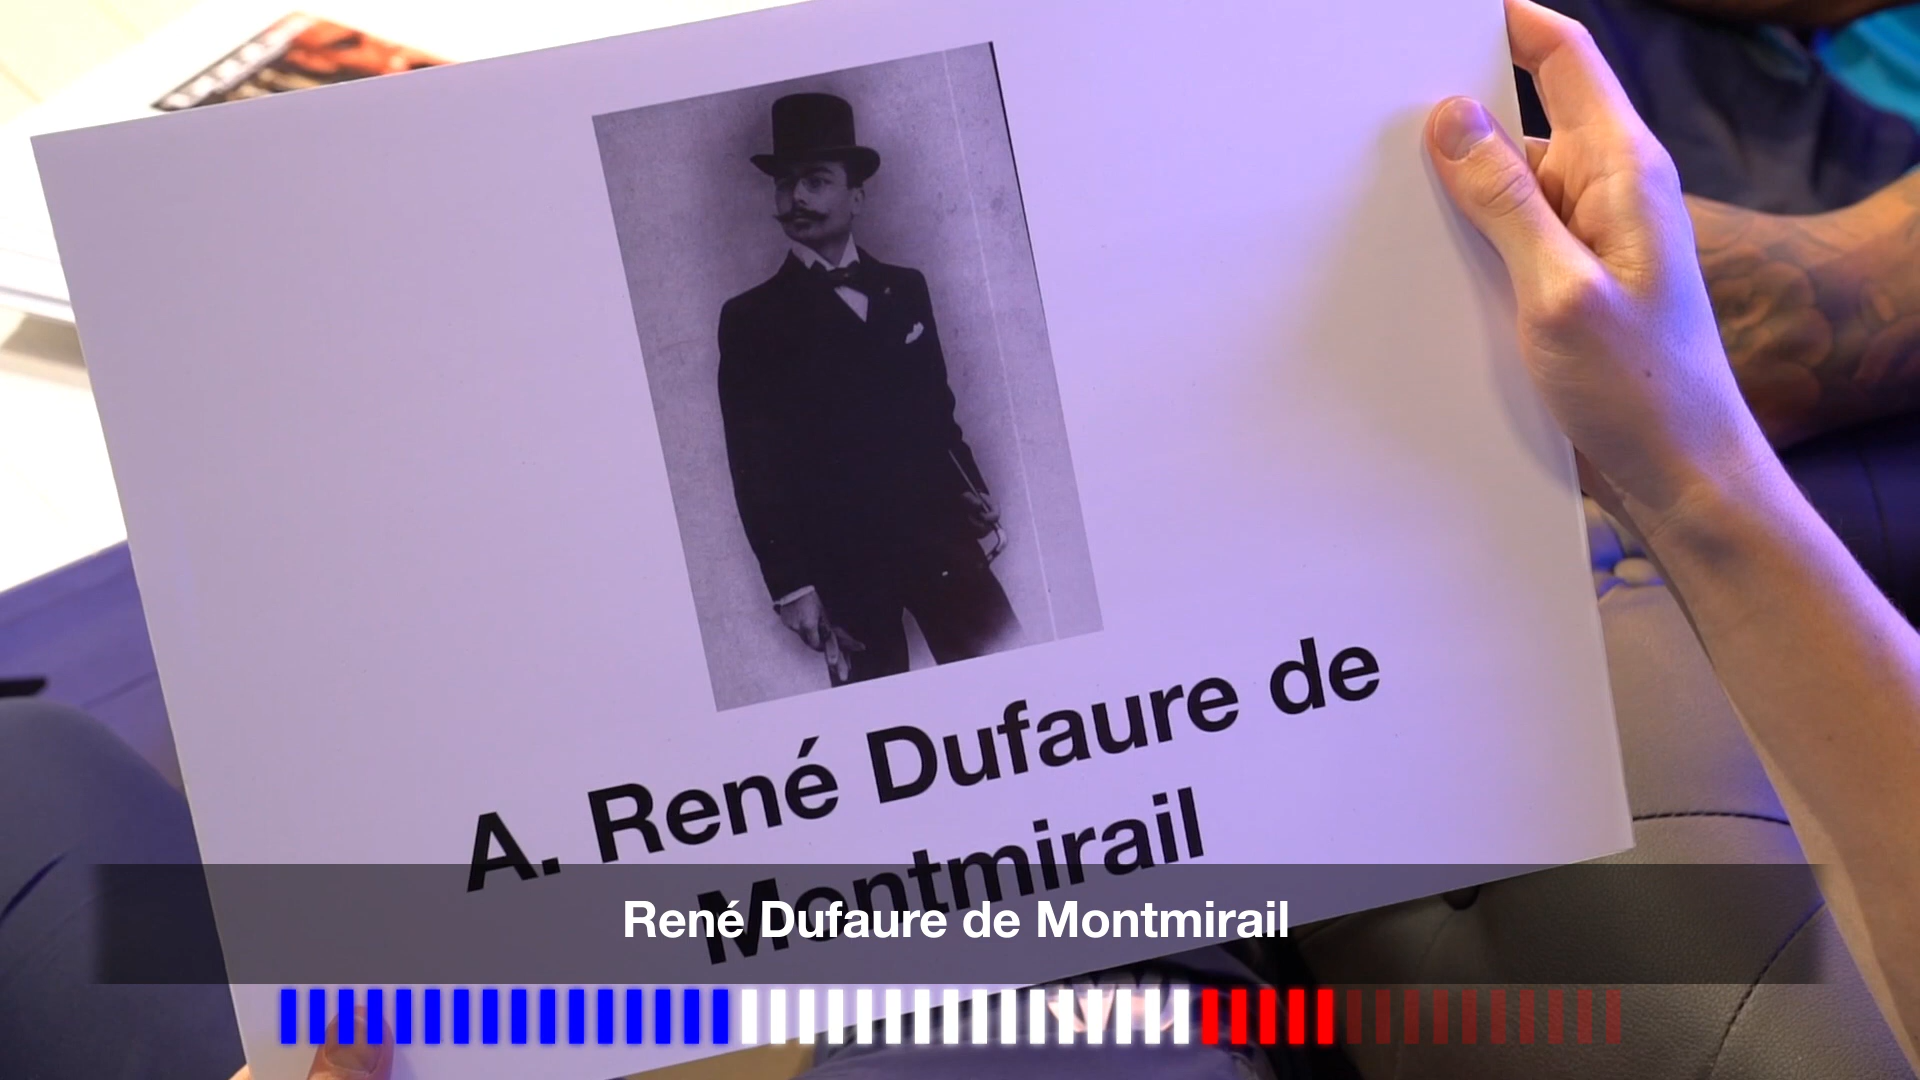 A. René Dufaure de
Montmirail
René Dufaure de Montmirail